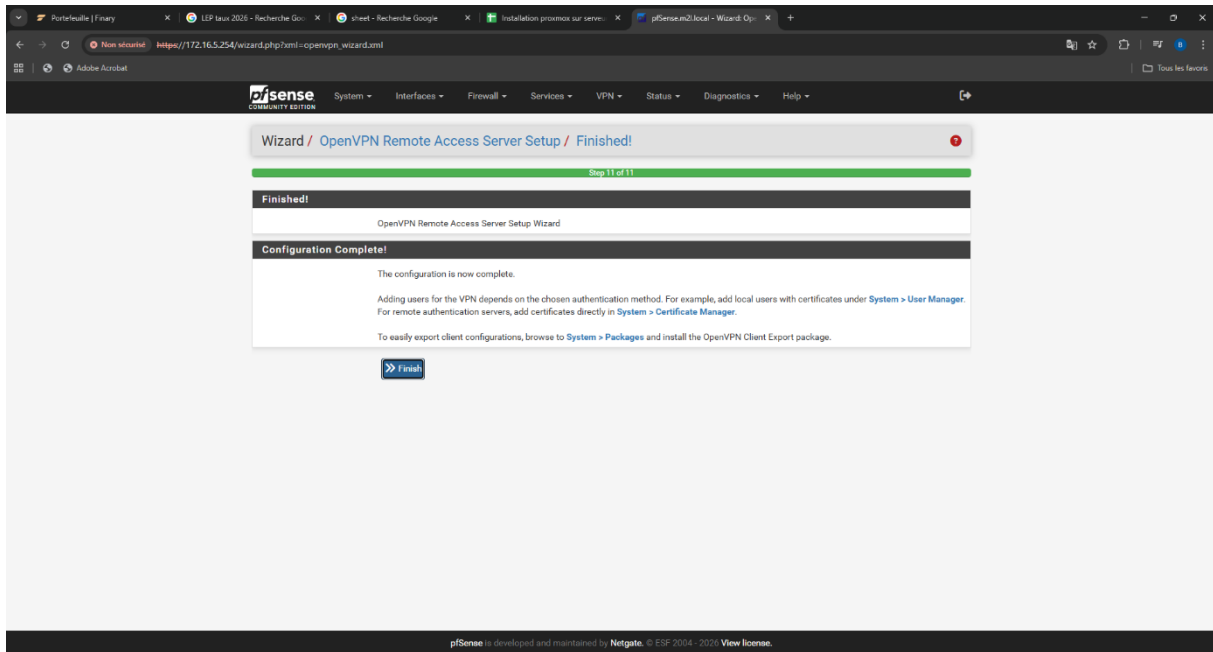 Portefeuille | Finary
LEP taux 2026 - Recherche Goo
sheet - Recherche Google
Installation proxmox sur serveu
pfSense.m2i.local - Wizard: Ope
Non sécurisé https://172.16.5.254/wizard.php?xml=openvpn_wizard.xml
B
Adobe Acrobat
Tous les favoris
pfsense
COMMUNITY EDITION
System
Interfaces
Firewall
Services
VPN
Status
Diagnostics
Help
Wizard / OpenVPN Remote Access Server Setup / Finished!
Step 11 of 11
Finished!
OpenVPN Remote Access Server Setup Wizard
Configuration Complete!
The configuration is now complete.
Adding users for the VPN depends on the chosen authentication method. For example, add local users with certificates under System > User Manager.
For remote authentication servers, add certificates directly in System > Certificate Manager.
To easily export client configurations, browse to System > Packages and install the OpenVPN Client Export package.
Finish
pfSense is developed and maintained by Netgate. © ESF 2004 - 2026 View license.